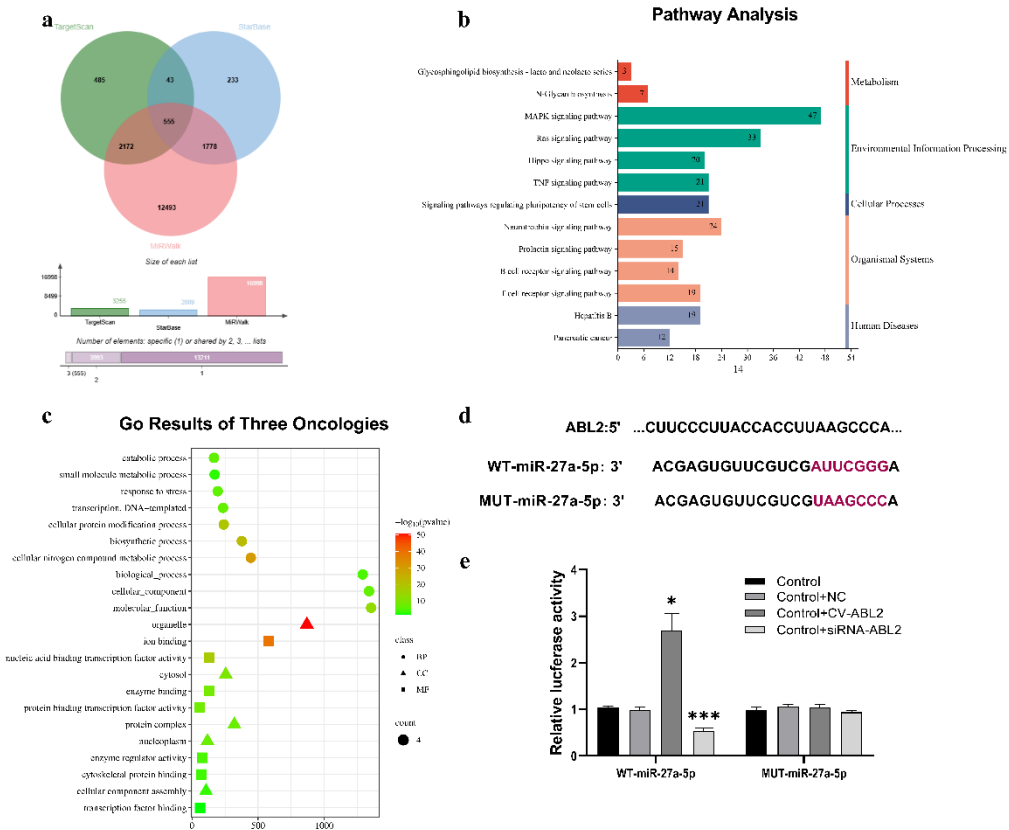 a
TargetScan
StarBase
485
43
233
555
2172
1778
12493
MiRWalk
Size of each list
16998
8499
0
3255
TargetScan
StarBase
MiRWalk
Number of elements: specific (1) or shared by 2, 3, ... lists
3993
13211
3 (555)
2
1
b
Pathway Analysis
Glycosphingolipid biosynthesis - lacto and neolacto series
3
N-Glycan biosynthesis
7
MAPK signaling pathway
47
Ras signaling pathway
33
Hippo signaling pathway
20
TNF signaling pathway
21
Signaling pathways regulating pluripotency of stem cells
21
Neurotrophin signaling pathway
24
Prolactin signaling pathway
15
B cell receptor signaling pathway
14
T cell receptor signaling pathway
19
Hepatitis B
19
Pancreatic cancer
12
Metabolism
Environmental Information Processing
Cellular Processes
Organismal Systems
Human Diseases
0 3 6 9 12 15 18 21 24 27 30 33 36 39 42 45 48 51
14
c
Go Results of Three Oncologies
catabolic process
small molecule metabolic process
response to stress
transcription, DNA-templated
cellular protein modification process
biosynthetic process
cellular nitrogen compound metabolic process
biological_process
cellular_component
molecular_function
organelle
ion binding
nucleic acid binding transcription factor activity
cytosol
enzyme binding
protein binding transcription factor activity
protein complex
nucleoplasm
enzyme regulator activity
cytoskeletal protein binding
cellular component assembly
transcription factor binding
0 500 1000
−log10(pvalue)
50
40
30
20
10
class
BP
CC
MF
count
4
d
ABL2:5' ...CUUCCCUUACCACCUUAAGCCCA...
WT-miR-27a-5p: 3' ACGAGUGUUCGUCGAUUCGGGA
MUT-miR-27a-5p: 3' ACGAGUGUUCGUCGUAAGCCCA
e
Relative lucferase activity
4
3
2
1
0
Control
Control+NC
Control+CV-ABL2
Control+siRNA-ABL2
*
***
WT-miR-27a-5p
MUT-miR-27a-5p